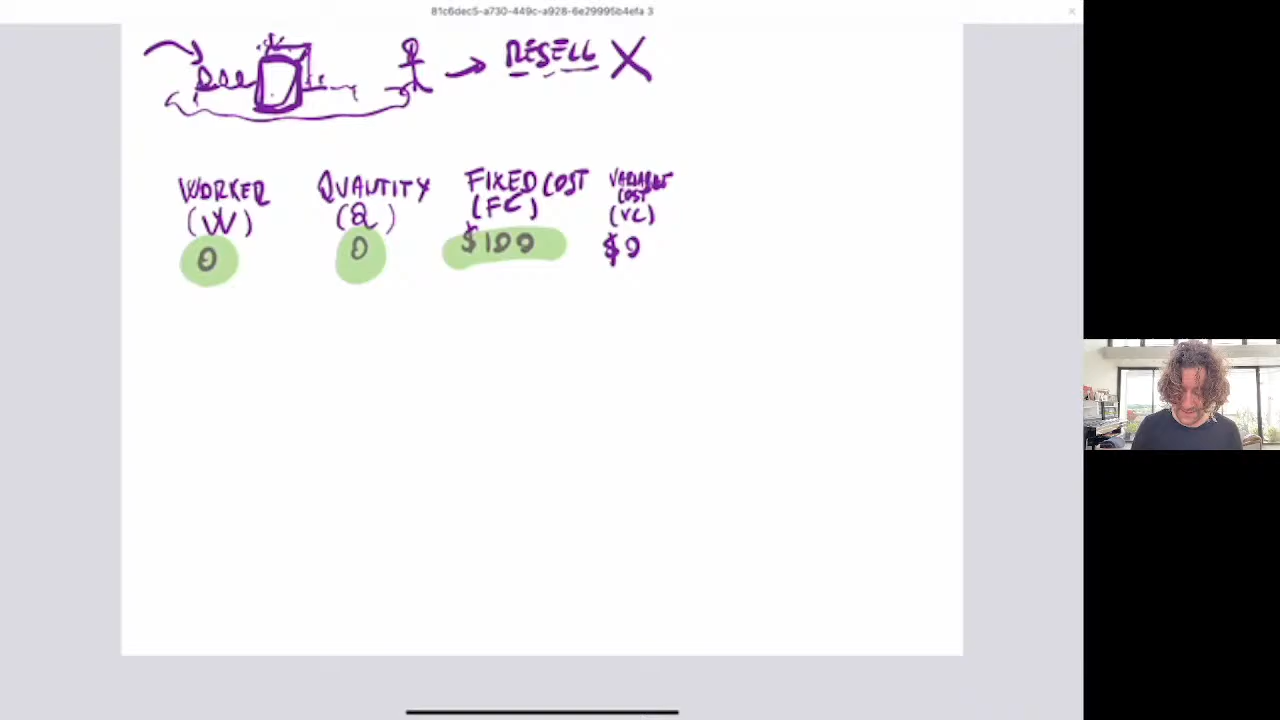 81c6dec5-a730-449c-a928-6e29995b4efa 3
RESELL X
WORKER QUANTITY FIXED COST VARIABLE COST
(W) (Q) (FC) (VC)
0 0 $100 $0